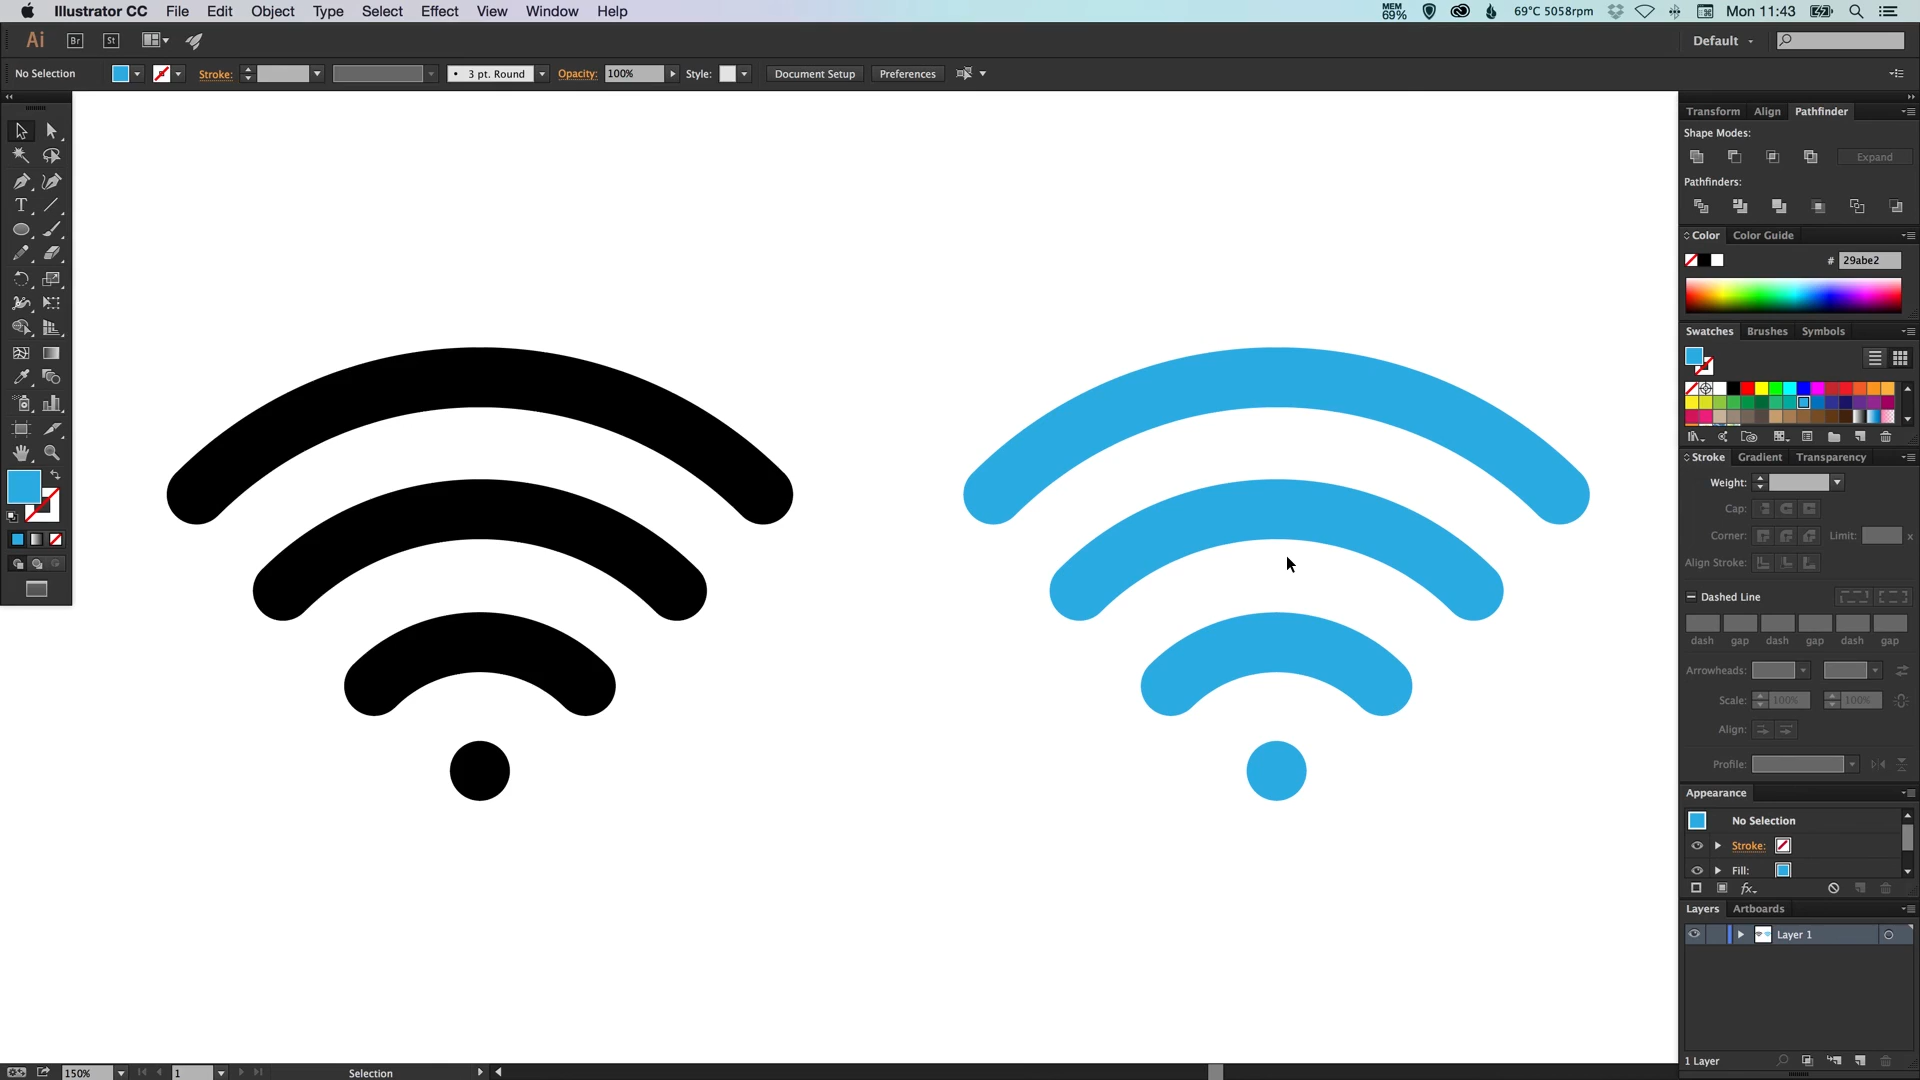 Illustrator CC File Edit Object Type Select Effect View Window Help MEM 69% 69°C 5058rpm Mon 11:43
Ai Br St Default
No Selection Stroke: 3 pt. Round Opacity: 100% Style: Document Setup Preferences
Transform Align Pathfinder
Shape Modes:
Expand
Pathfinders:
Color Color Guide
# 29abe2
Swatches Brushes Symbols
Stroke Gradient Transparency
Weight:
Cap:
Corner: Limit: x
Align Stroke:
Dashed Line
dash gap dash gap dash gap
Arrowheads:
Scale: 100% 100%
Align:
Profile:
Appearance
No Selection
Stroke:
Fill:
fx
Layers Artboards
Layer 1
1 Layer
150% 1 Selection